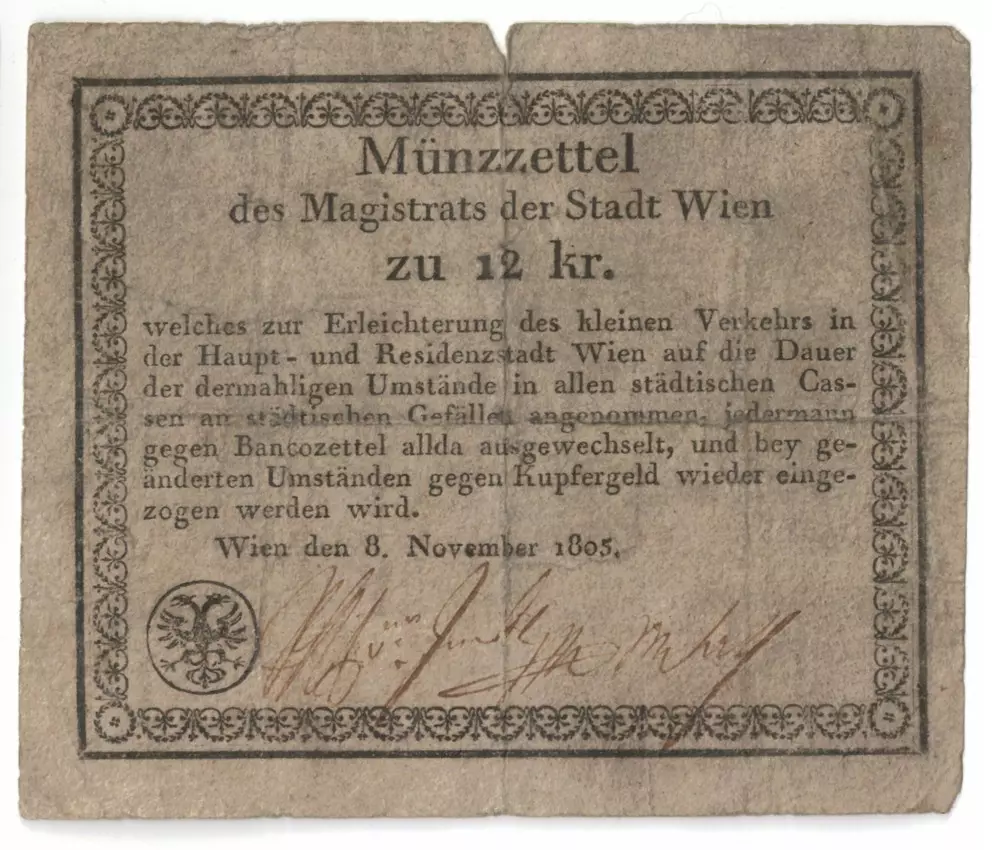 Münzzettel
des Magistrats der Stadt Wien
zu 12 kr.
welches zur Erleichterung des kleinen Verkehrs in
der Haupt- und Residenzstadt Wien auf die Dauer
der dermahligen Umstände in allen städtischen Cas-
sen an städtischen Gefällen angenommen, jedermann
gegen Bancozettel allda ausgewechselt, und bey ge-
änderten Umständen gegen Kupfergeld wieder einge-
zogen werden wird.
Wien den 8. November 1805.